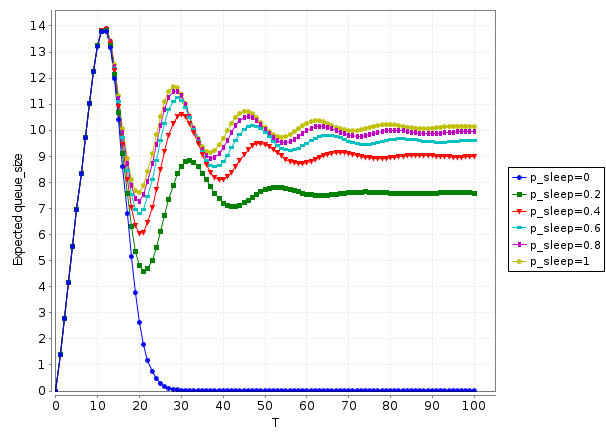 14
13
12
11
10
9
8
7
6
5
4
3
2
1
0
Expected queue_size
0 10 20 30 40 50 60 70 80 90 100
T
p_sleep=0
p_sleep=0.2
p_sleep=0.4
p_sleep=0.6
p_sleep=0.8
p_sleep=1